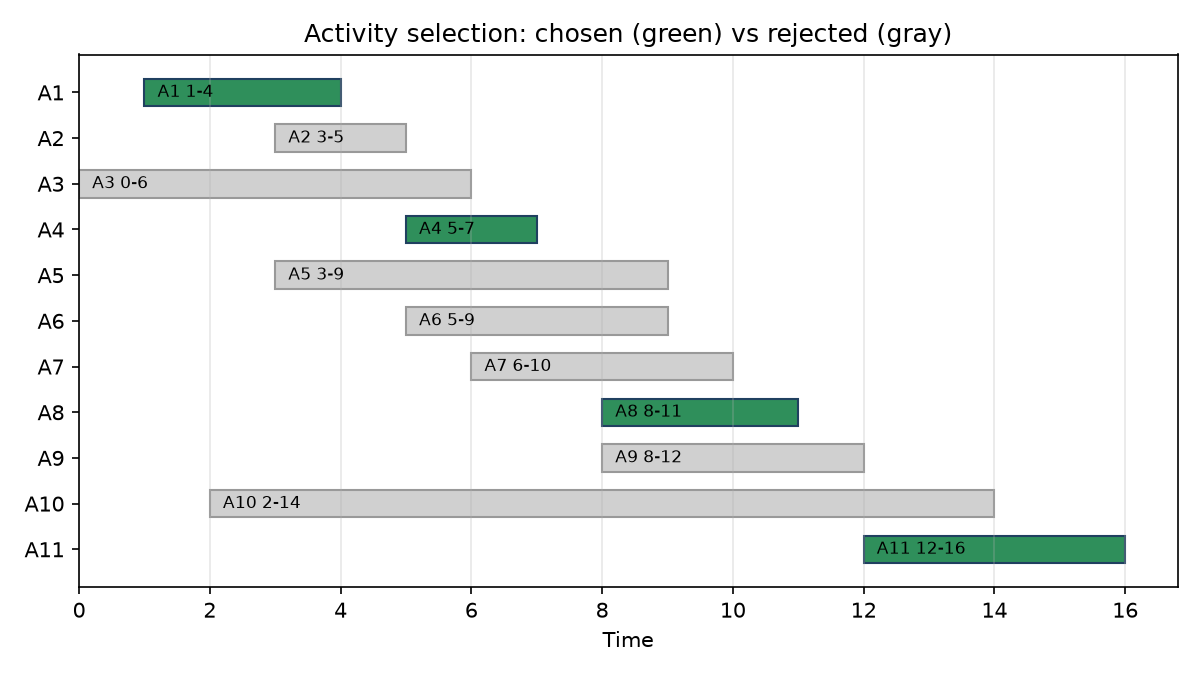 Activity selection: chosen (green) vs rejected (gray)
A1 A1 1-4
A2 A2 3-5
A3 A3 0-6
A4 A4 5-7
A5 A5 3-9
A6 A6 5-9
A7 A7 6-10
A8 A8 8-11
A9 A9 8-12
A10 A10 2-14
A11 A11 12-16
0 2 4 6 8 10 12 14 16
Time